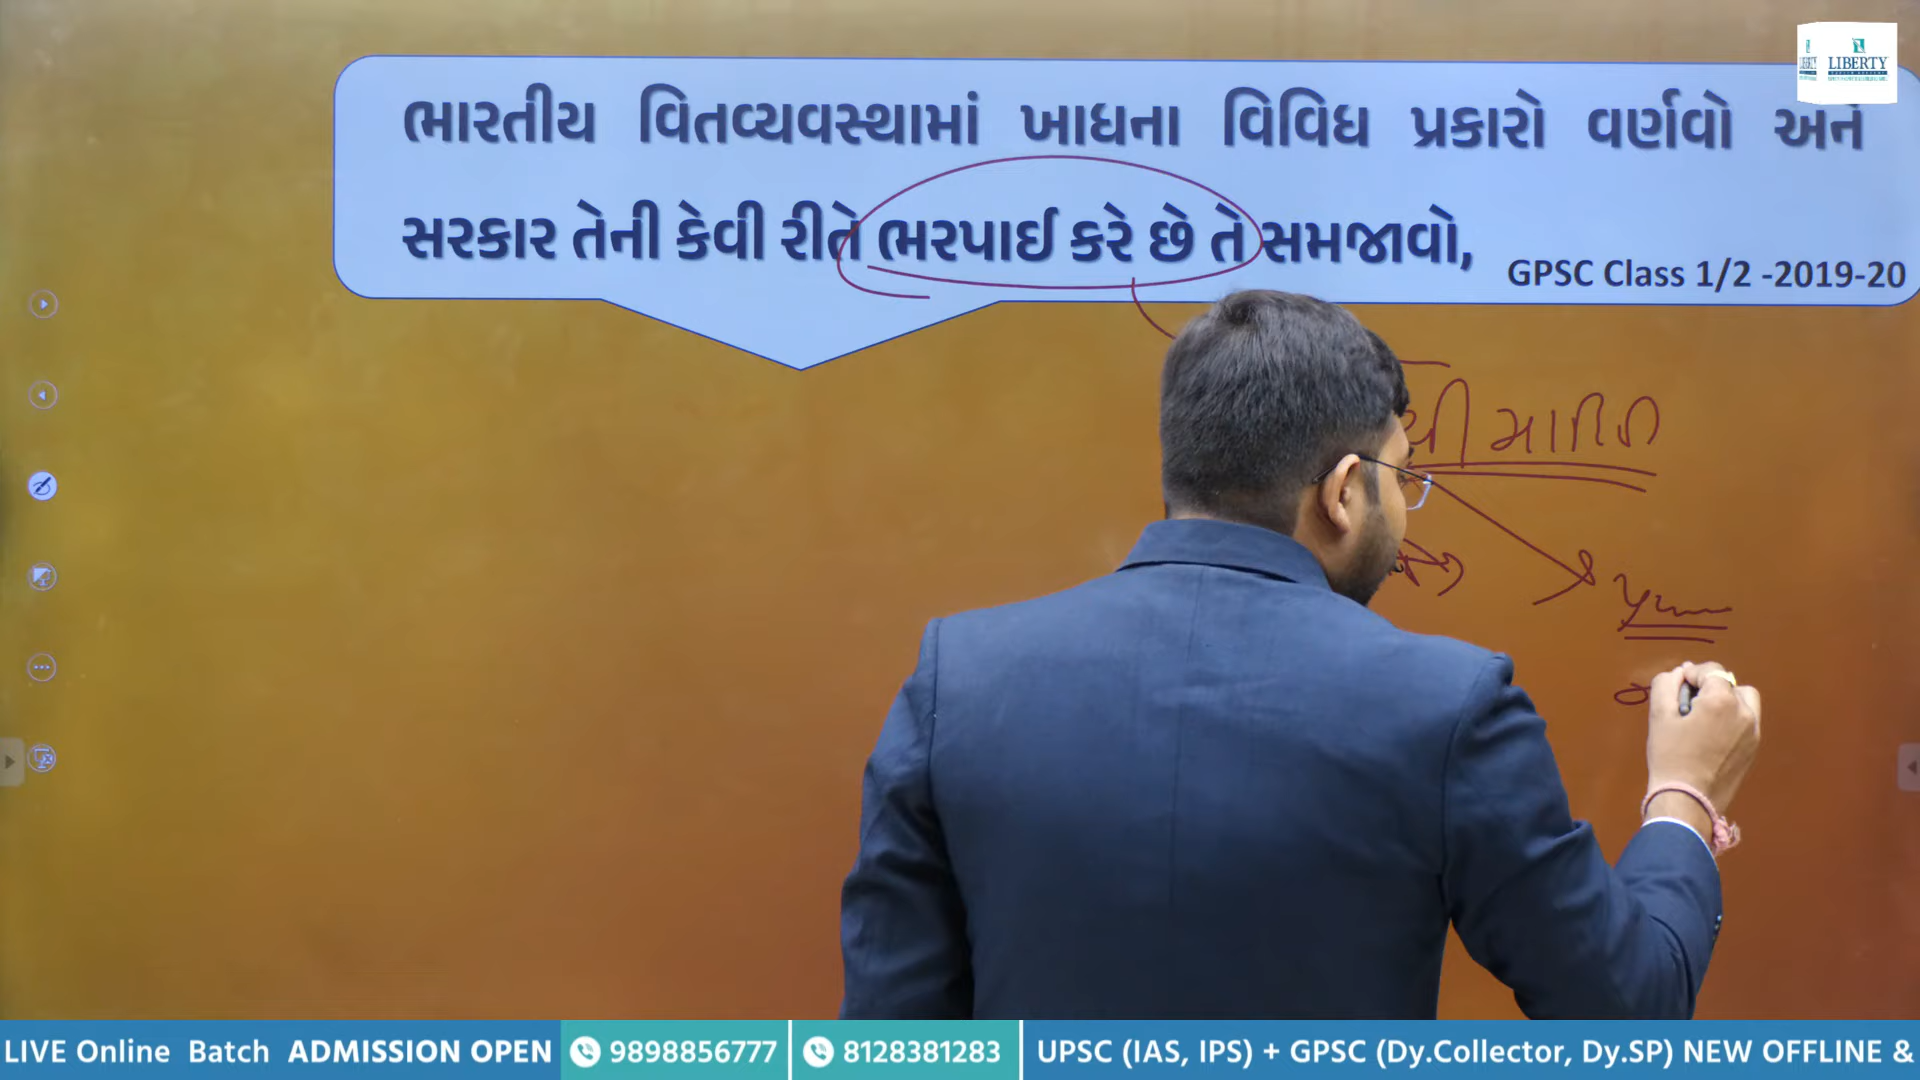 LIBERTY
ભારતીય વિતવ્યવસ્થામાં ખાધના વિવિધ પ્રકારો વર્ણવો અને
સરકાર તેની કેવી રીતે ભરપાઈ કરે છે તે સમજાવો,
GPSC Class 1/2 -2019-20
LIVE Online Batch ADMISSION OPEN 9898856777 8128381283 UPSC (IAS, IPS) + GPSC (Dy.Collector, Dy.SP) NEW OFFLINE &